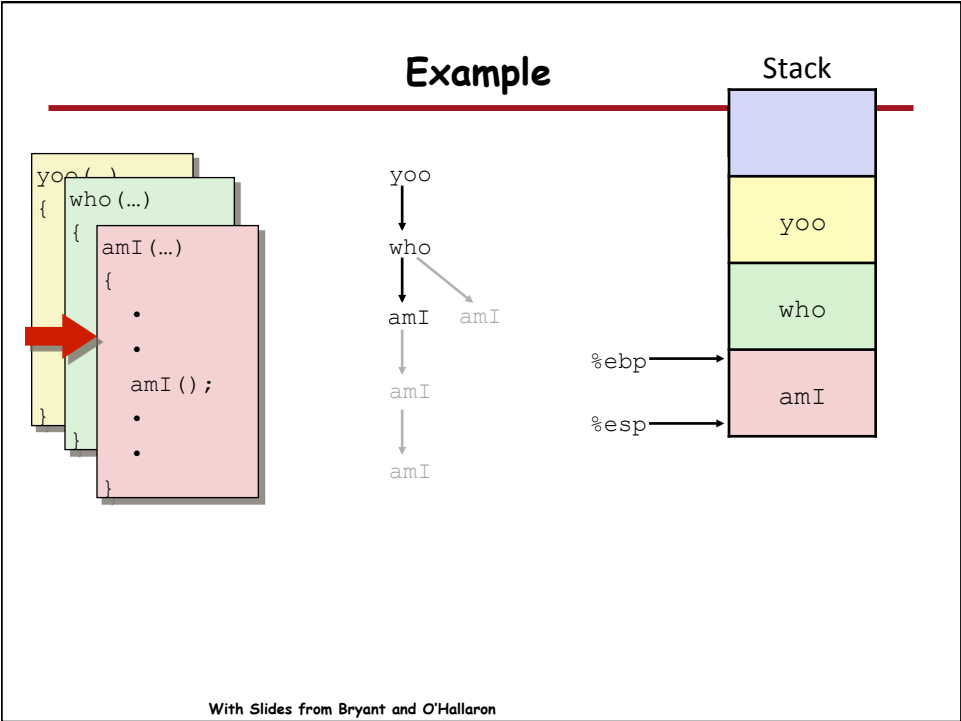 Example
Stack
yoo(…)
{
}
who(…)
{
}
amI(…)
{
•
•
amI();
•
•
}
yoo
who
amI amI
amI
amI
yoo
who
%ebp
amI
%esp
With Slides from Bryant and O'Hallaron